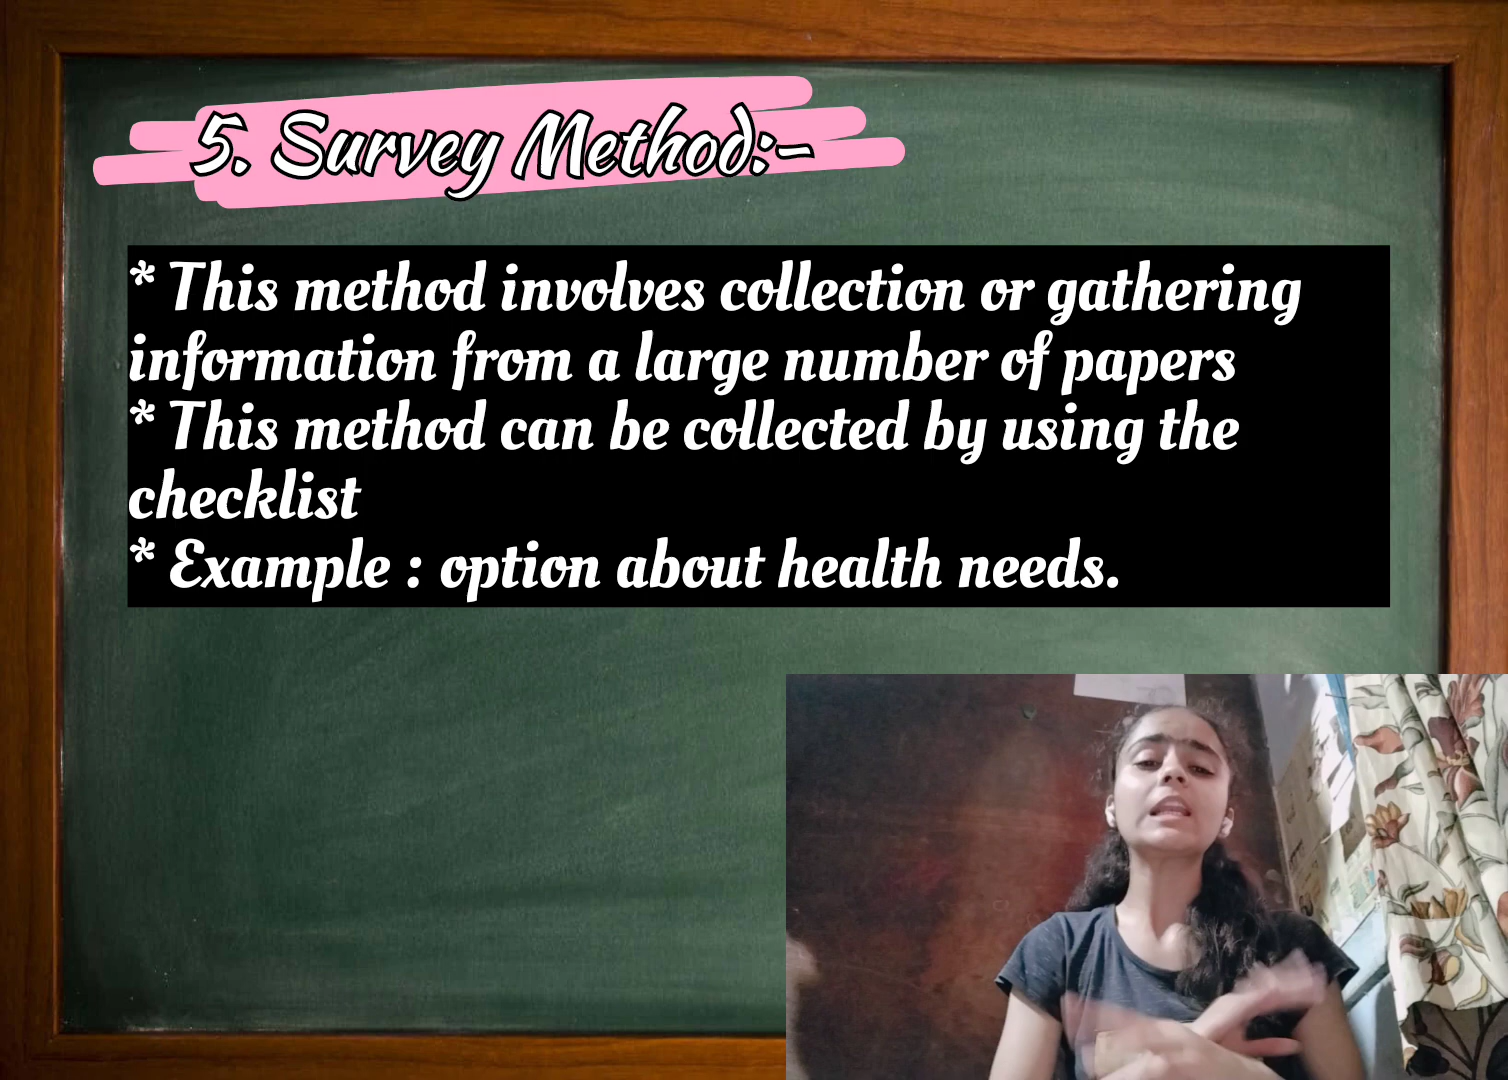 5. Survey Method:-
* This method involves collection or gathering
information from a large number of papers
* This method can be collected by using the
checklist
* Example : option about health needs.